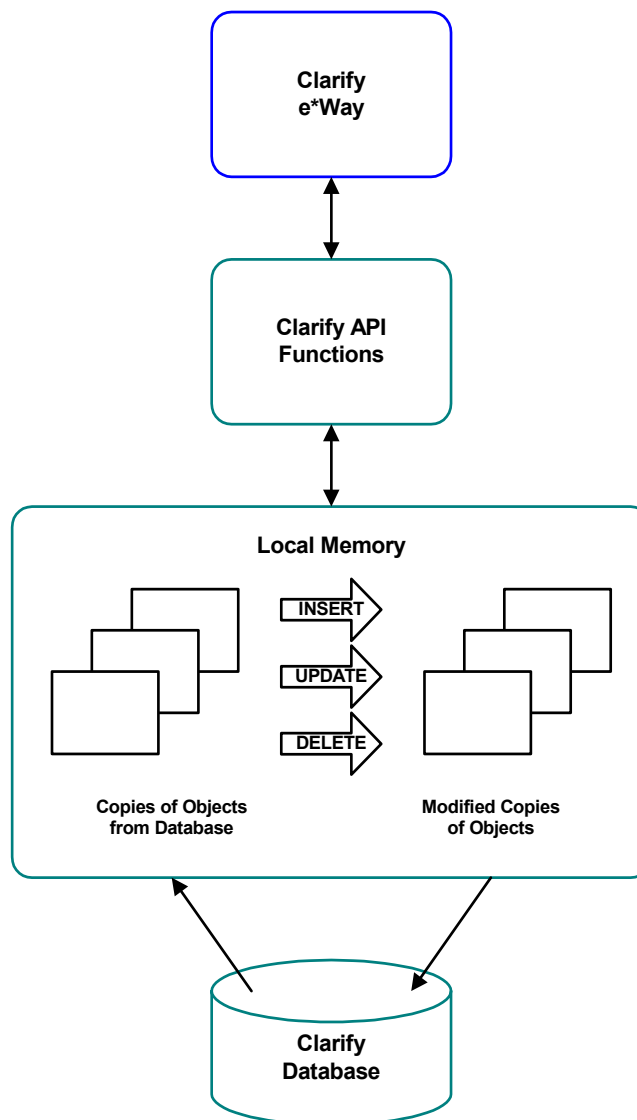 Clarify
e*Way
Clarify API
Functions
Local Memory
INSERT
UPDATE
DELETE
Copies of Objects
from Database
Modified Copies
of Objects
Clarify
Database